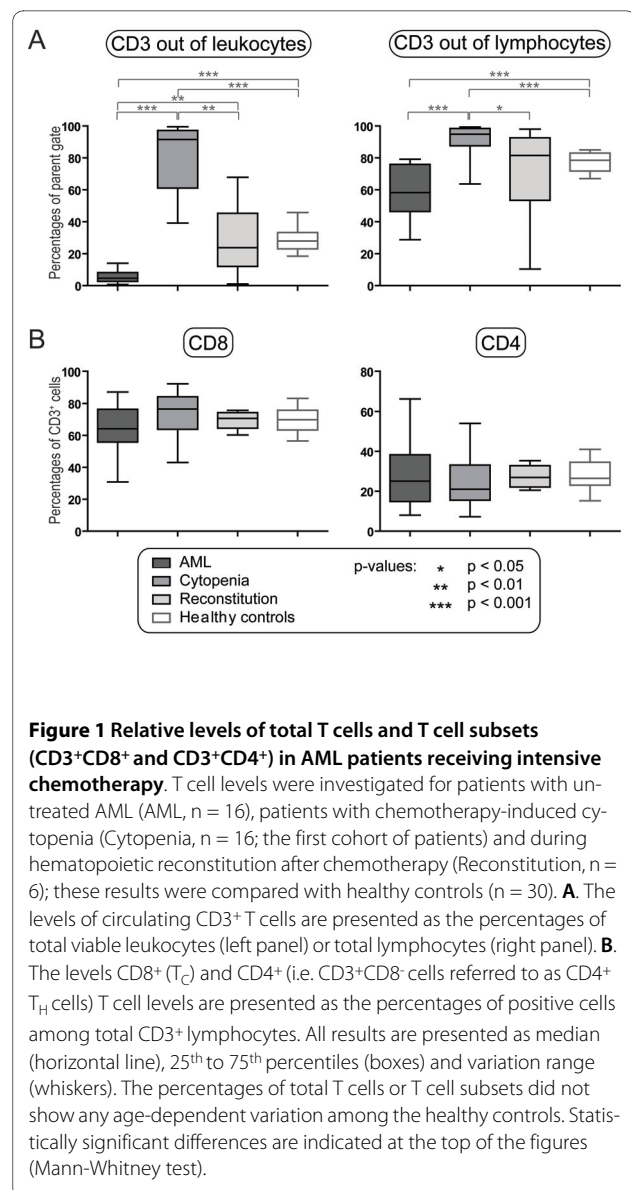 A
CD3 out of leukocytes
CD3 out of lymphocytes
***
***
**
***
**
***
***
***
*
Percentages of parent gate
100
80
60
40
20
0
100
80
60
40
20
0
B
CD8
CD4
Percentages of CD3⁺ cells
100
80
60
40
20
0
80
60
40
20
0
AML
Cytopenia
Reconstitution
Healthy controls
p-values:
* p < 0.05
** p < 0.01
*** p < 0.001
Figure 1 Relative levels of total T cells and T cell subsets
(CD3⁺CD8⁺ and CD3⁺CD4⁺) in AML patients receiving intensive
chemotherapy. T cell levels were investigated for patients with un-
treated AML (AML, n = 16), patients with chemotherapy-induced cy-
topenia (Cytopenia, n = 16; the first cohort of patients) and during
hematopoietic reconstitution after chemotherapy (Reconstitution, n =
6); these results were compared with healthy controls (n = 30). A. The
levels of circulating CD3⁺ T cells are presented as the percentages of
total viable leukocytes (left panel) or total lymphocytes (right panel). B.
The levels CD8⁺ (T_C) and CD4⁺ (i.e. CD3⁺CD8⁻ cells referred to as CD4⁺
T_H cells) T cell levels are presented as the percentages of positive cells
among total CD3⁺ lymphocytes. All results are presented as median
(horizontal line), 25th to 75th percentiles (boxes) and variation range
(whiskers). The percentages of total T cells or T cell subsets did not
show any age-dependent variation among the healthy controls. Statis-
tically significant differences are indicated at the top of the figures
(Mann-Whitney test).